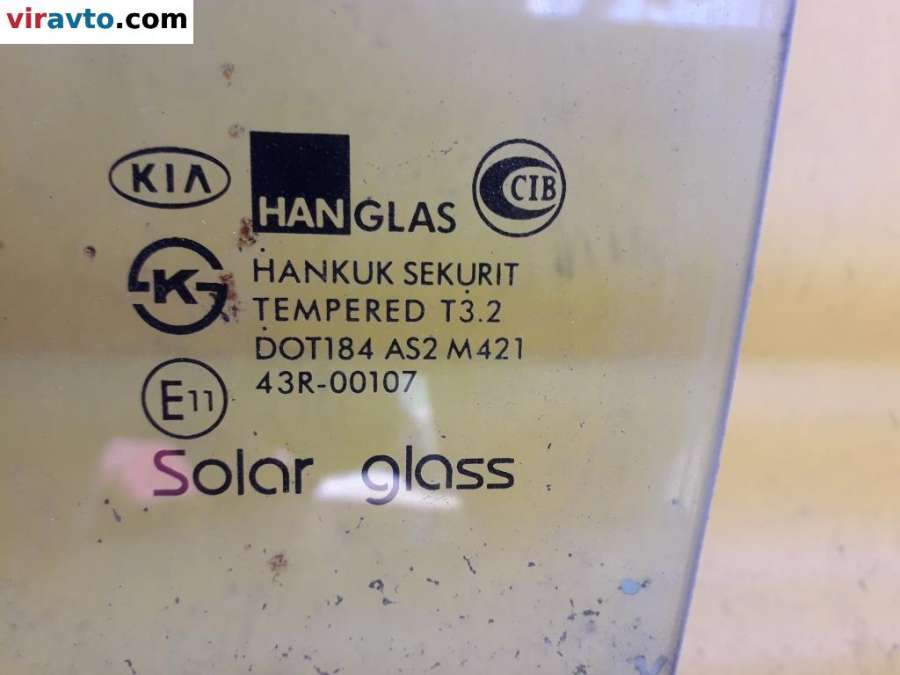 viravto.com
KIA
HANGLAS
CIB
K
HANKUK SEKURIT
TEMPERED T3.2
DOT184 AS2 M421
43R-00107
E11
Solar glass